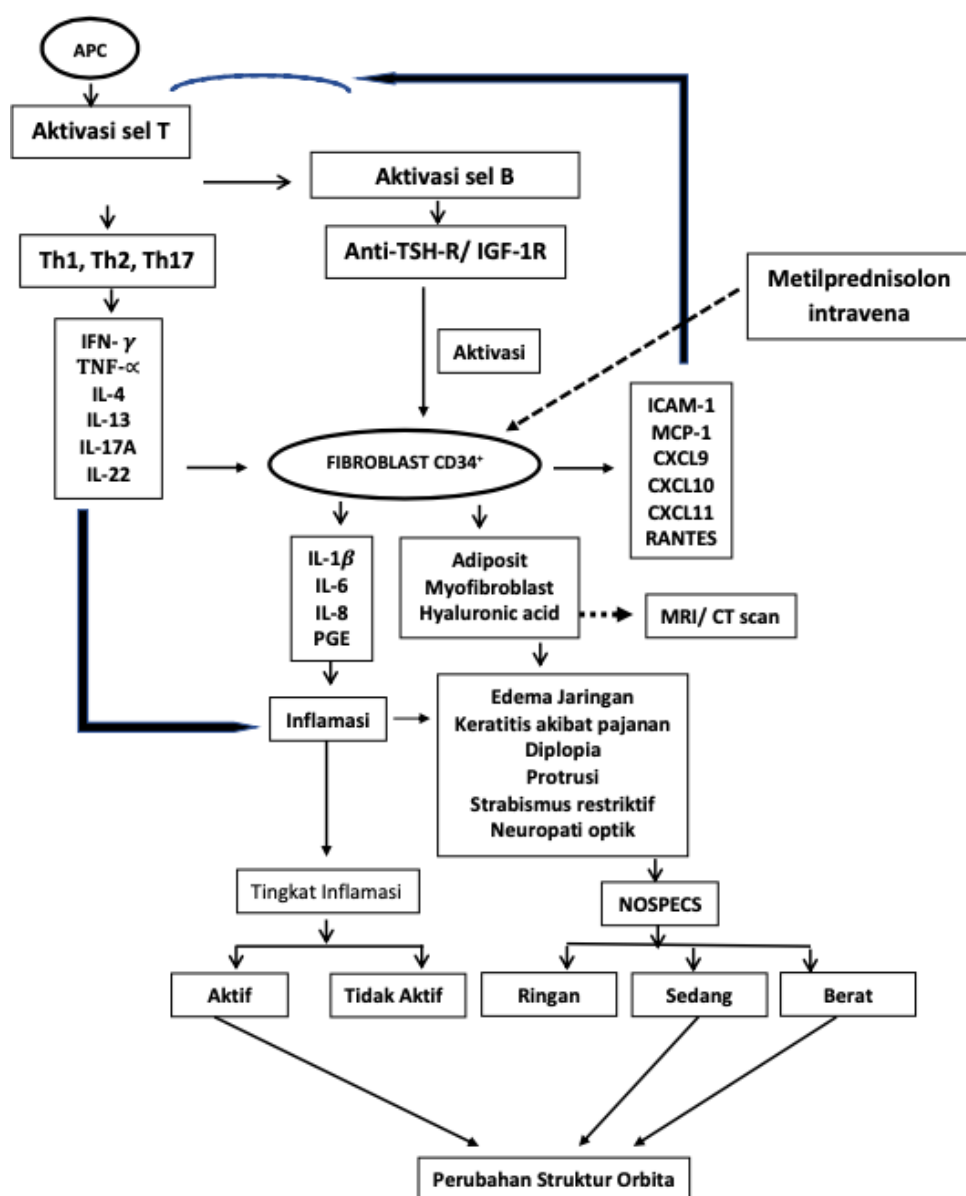 APC
Aktivasi sel T
Aktivasi sel B
Th1, Th2, Th17
Anti-TSH-R/ IGF-1R
Metilprednisolon
intravena
IFN- γ
TNF-∝
IL-4
IL-13
IL-17A
IL-22
Aktivasi
FIBROBLAST CD34⁺
ICAM-1
MCP-1
CXCL9
CXCL10
CXCL11
RANTES
IL-1β
IL-6
IL-8
PGE
Adiposit
Myofibroblast
Hyaluronic acid
MRI/ CT scan
Inflamasi
Edema Jaringan
Keratitis akibat pajanan
Diplopia
Protrusi
Strabismus restriktif
Neuropati optik
Tingkat Inflamasi
NOSPECS
Aktif
Tidak Aktif
Ringan
Sedang
Berat
Perubahan Struktur Orbita